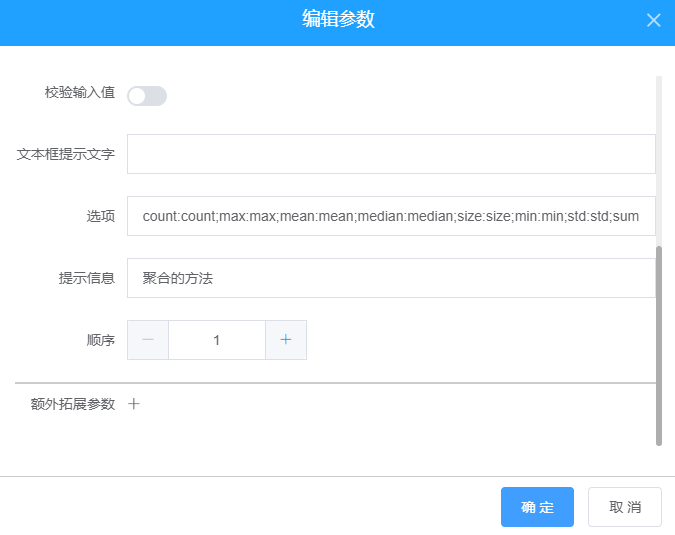 编辑参数
校验输入值
文本框提示文字
选项 count:count;max:max;mean:mean;median:median;size:size;min:min;std:std;sum
提示信息 聚合的方法
顺序 1
额外拓展参数
确定 取消